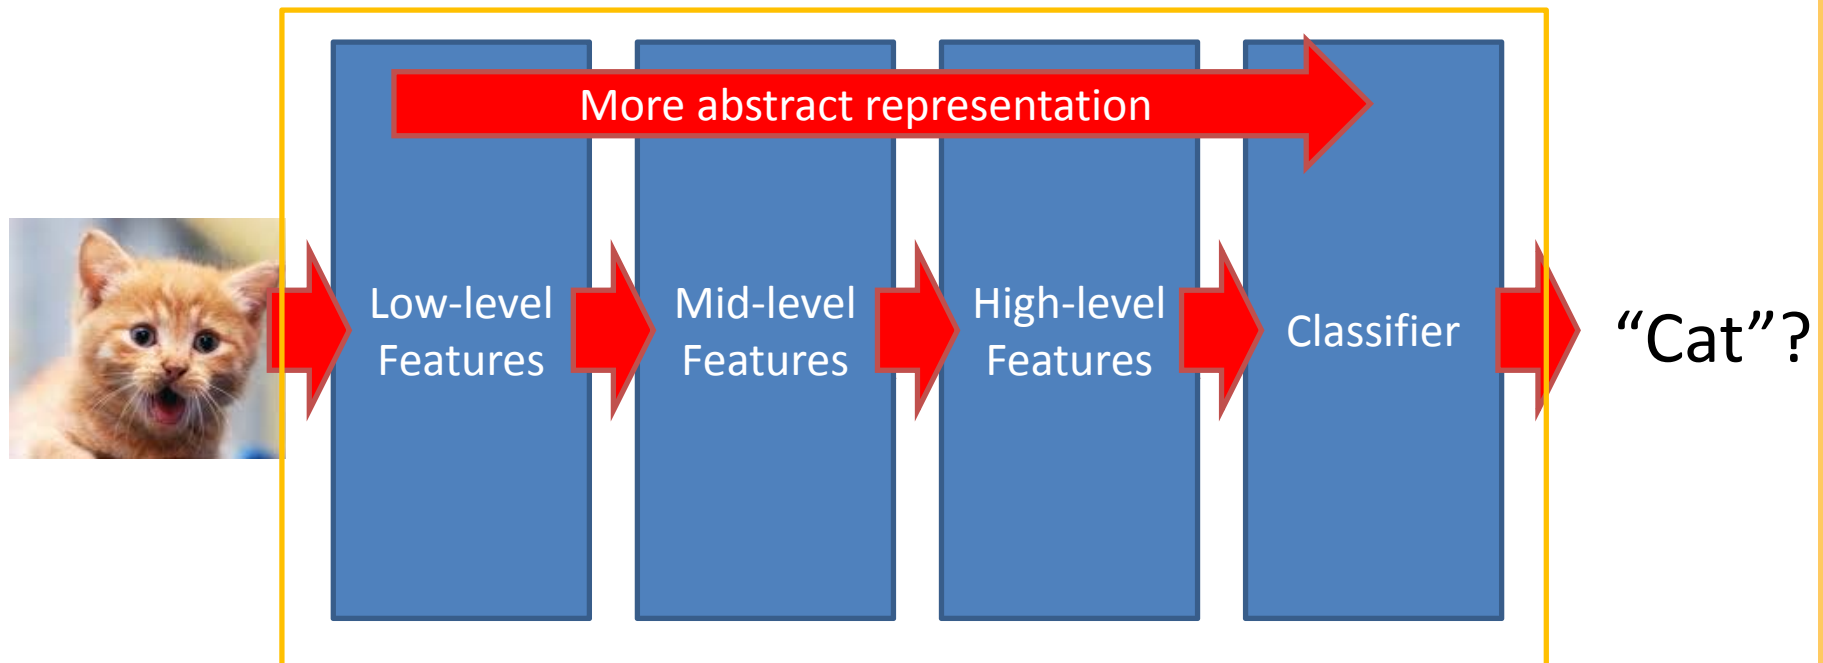 More abstract representation
Low-level
Features
Mid-level
Features
High-level
Features
Classifier
“Cat”?